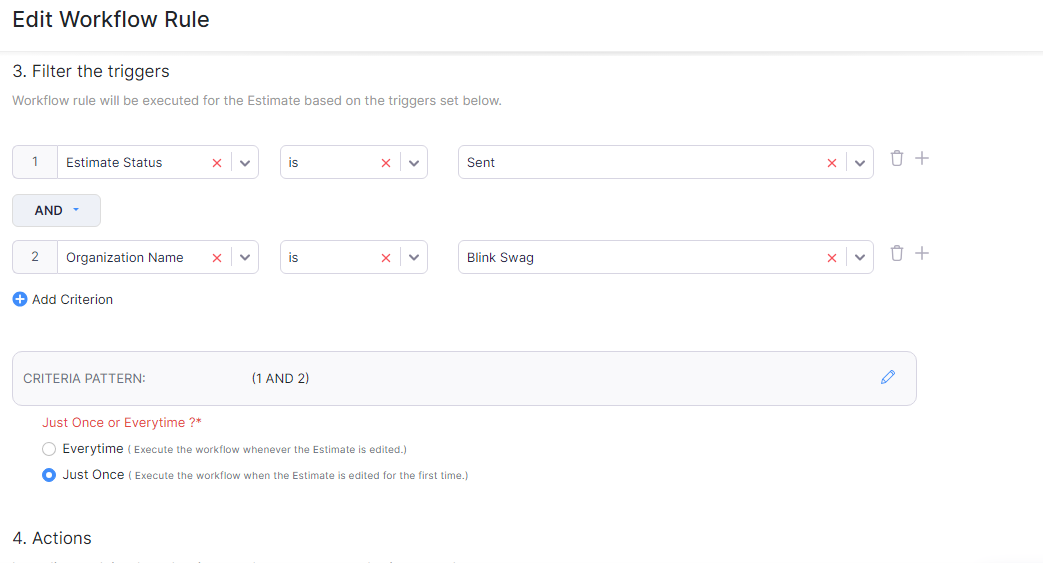 Edit Workflow Rule
3. Filter the triggers
Workflow rule will be executed for the Estimate based on the triggers set below.
1 Estimate Status is Sent
AND
2 Organization Name is Blink Swag
Add Criterion
CRITERIA PATTERN: (1 AND 2)
Just Once or Everytime ?*
Everytime ( Execute the workflow whenever the Estimate is edited.)
Just Once ( Execute the workflow when the Estimate is edited for the first time.)
4. Actions